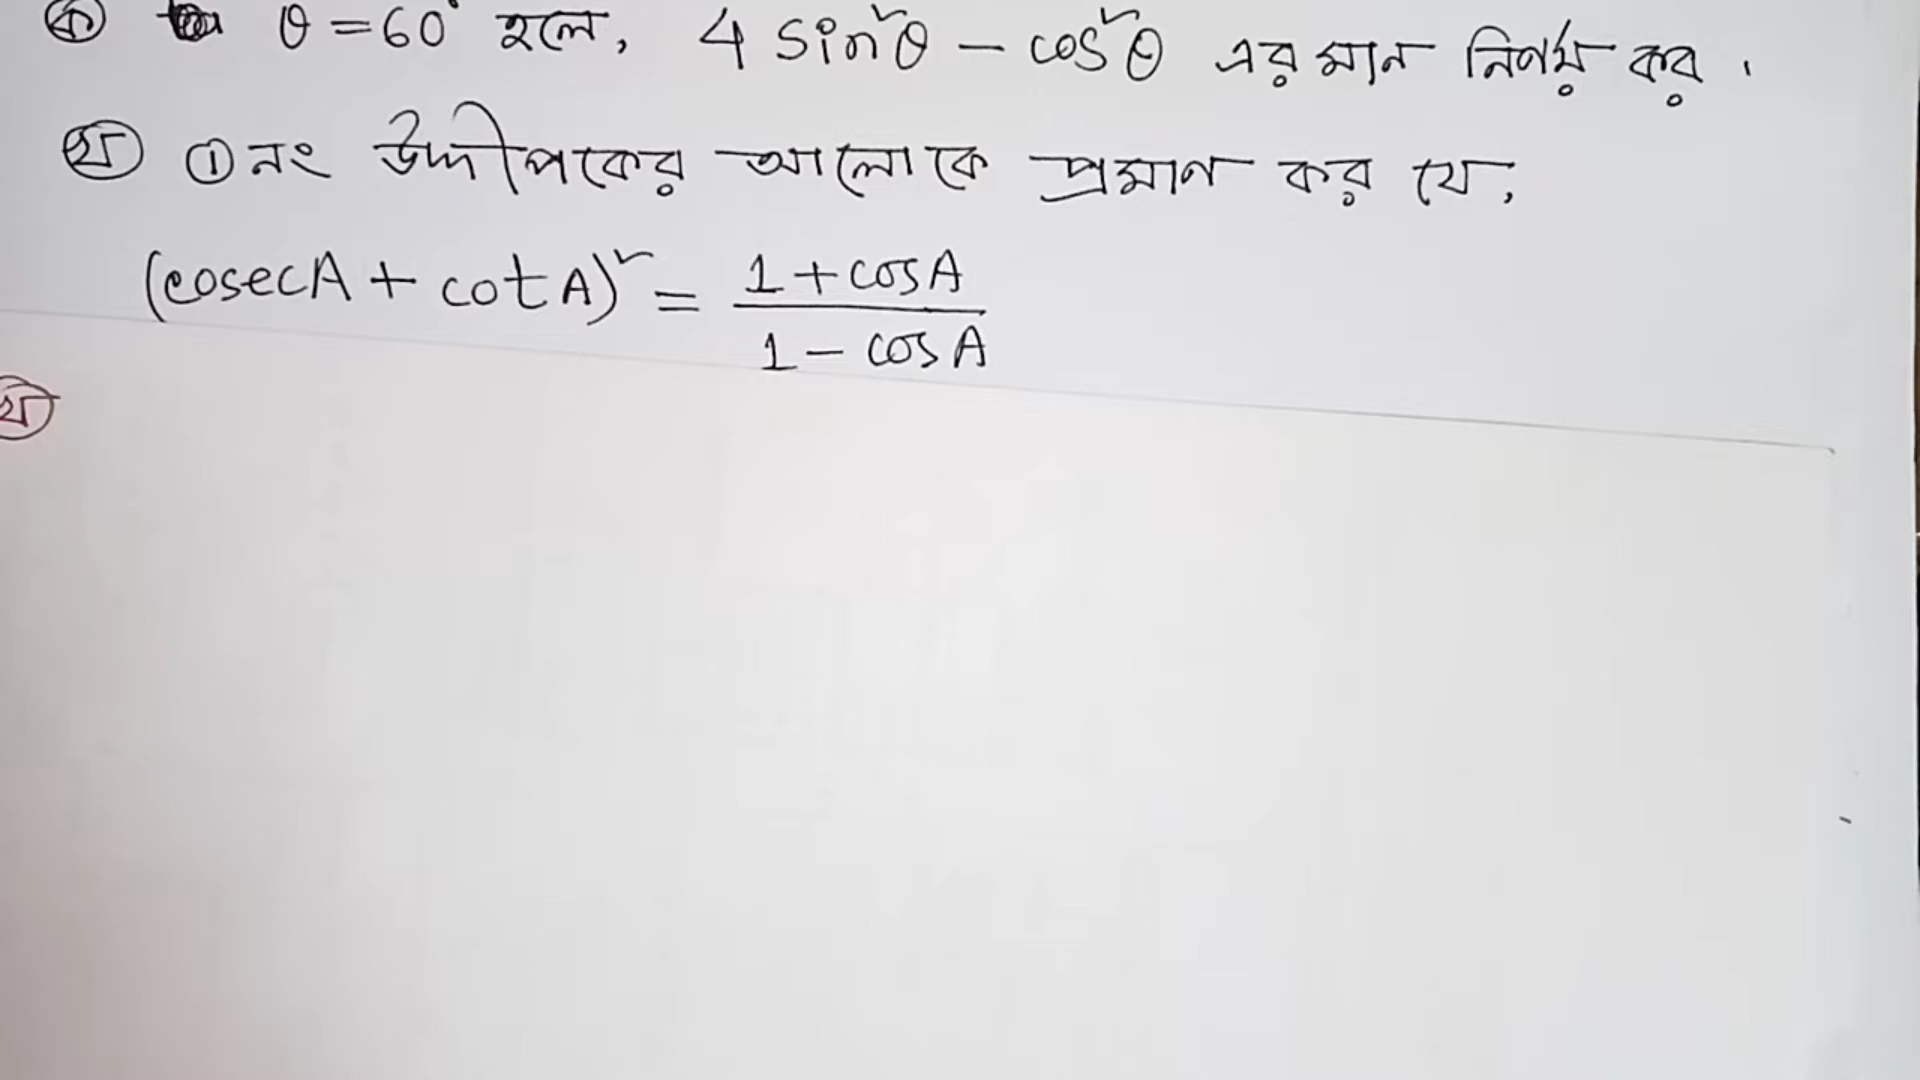 ক θ = 60° হলে, 4 sin²θ − cos²θ এর মান নির্ণয় কর।
খ ① নং উদ্দীপকের আলোকে প্রমাণ কর যে,
(cosecA + cotA)² = 1 + cosA / 1 − cosA
খ